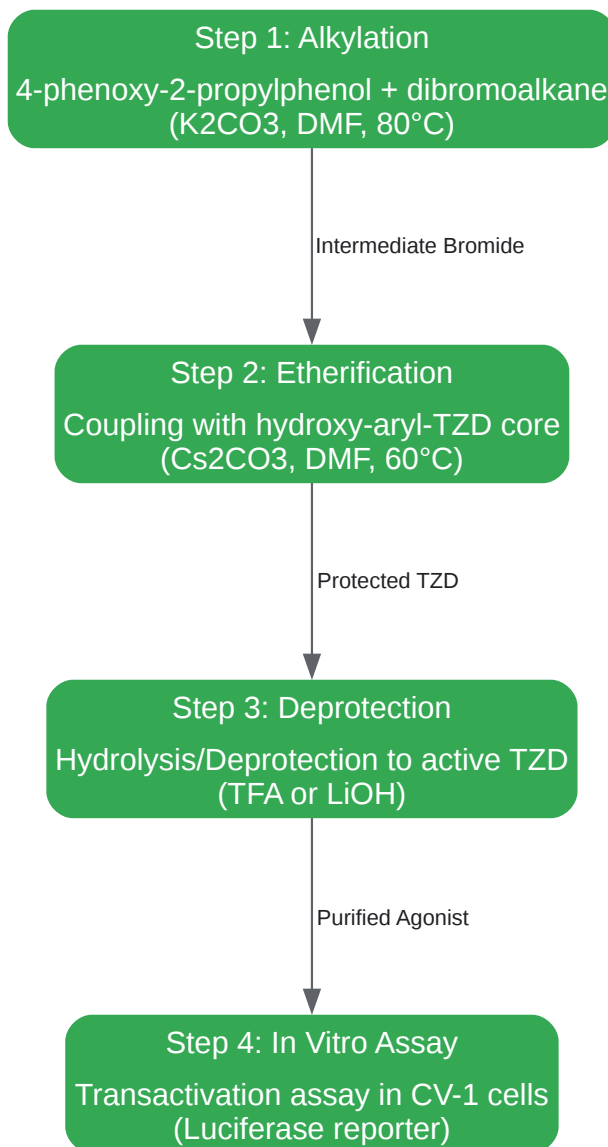 Step 1: Alkylation
4-phenoxy-2-propylphenol + dibromoalkane
(K2CO3, DMF, 80°C)
Intermediate Bromide
Step 2: Etherification
Coupling with hydroxy-aryl-TZD core
(Cs2CO3, DMF, 60°C)
Protected TZD
Step 3: Deprotection
Hydrolysis/Deprotection to active TZD
(TFA or LiOH)
Purified Agonist
Step 4: In Vitro Assay
Transactivation assay in CV-1 cells
(Luciferase reporter)